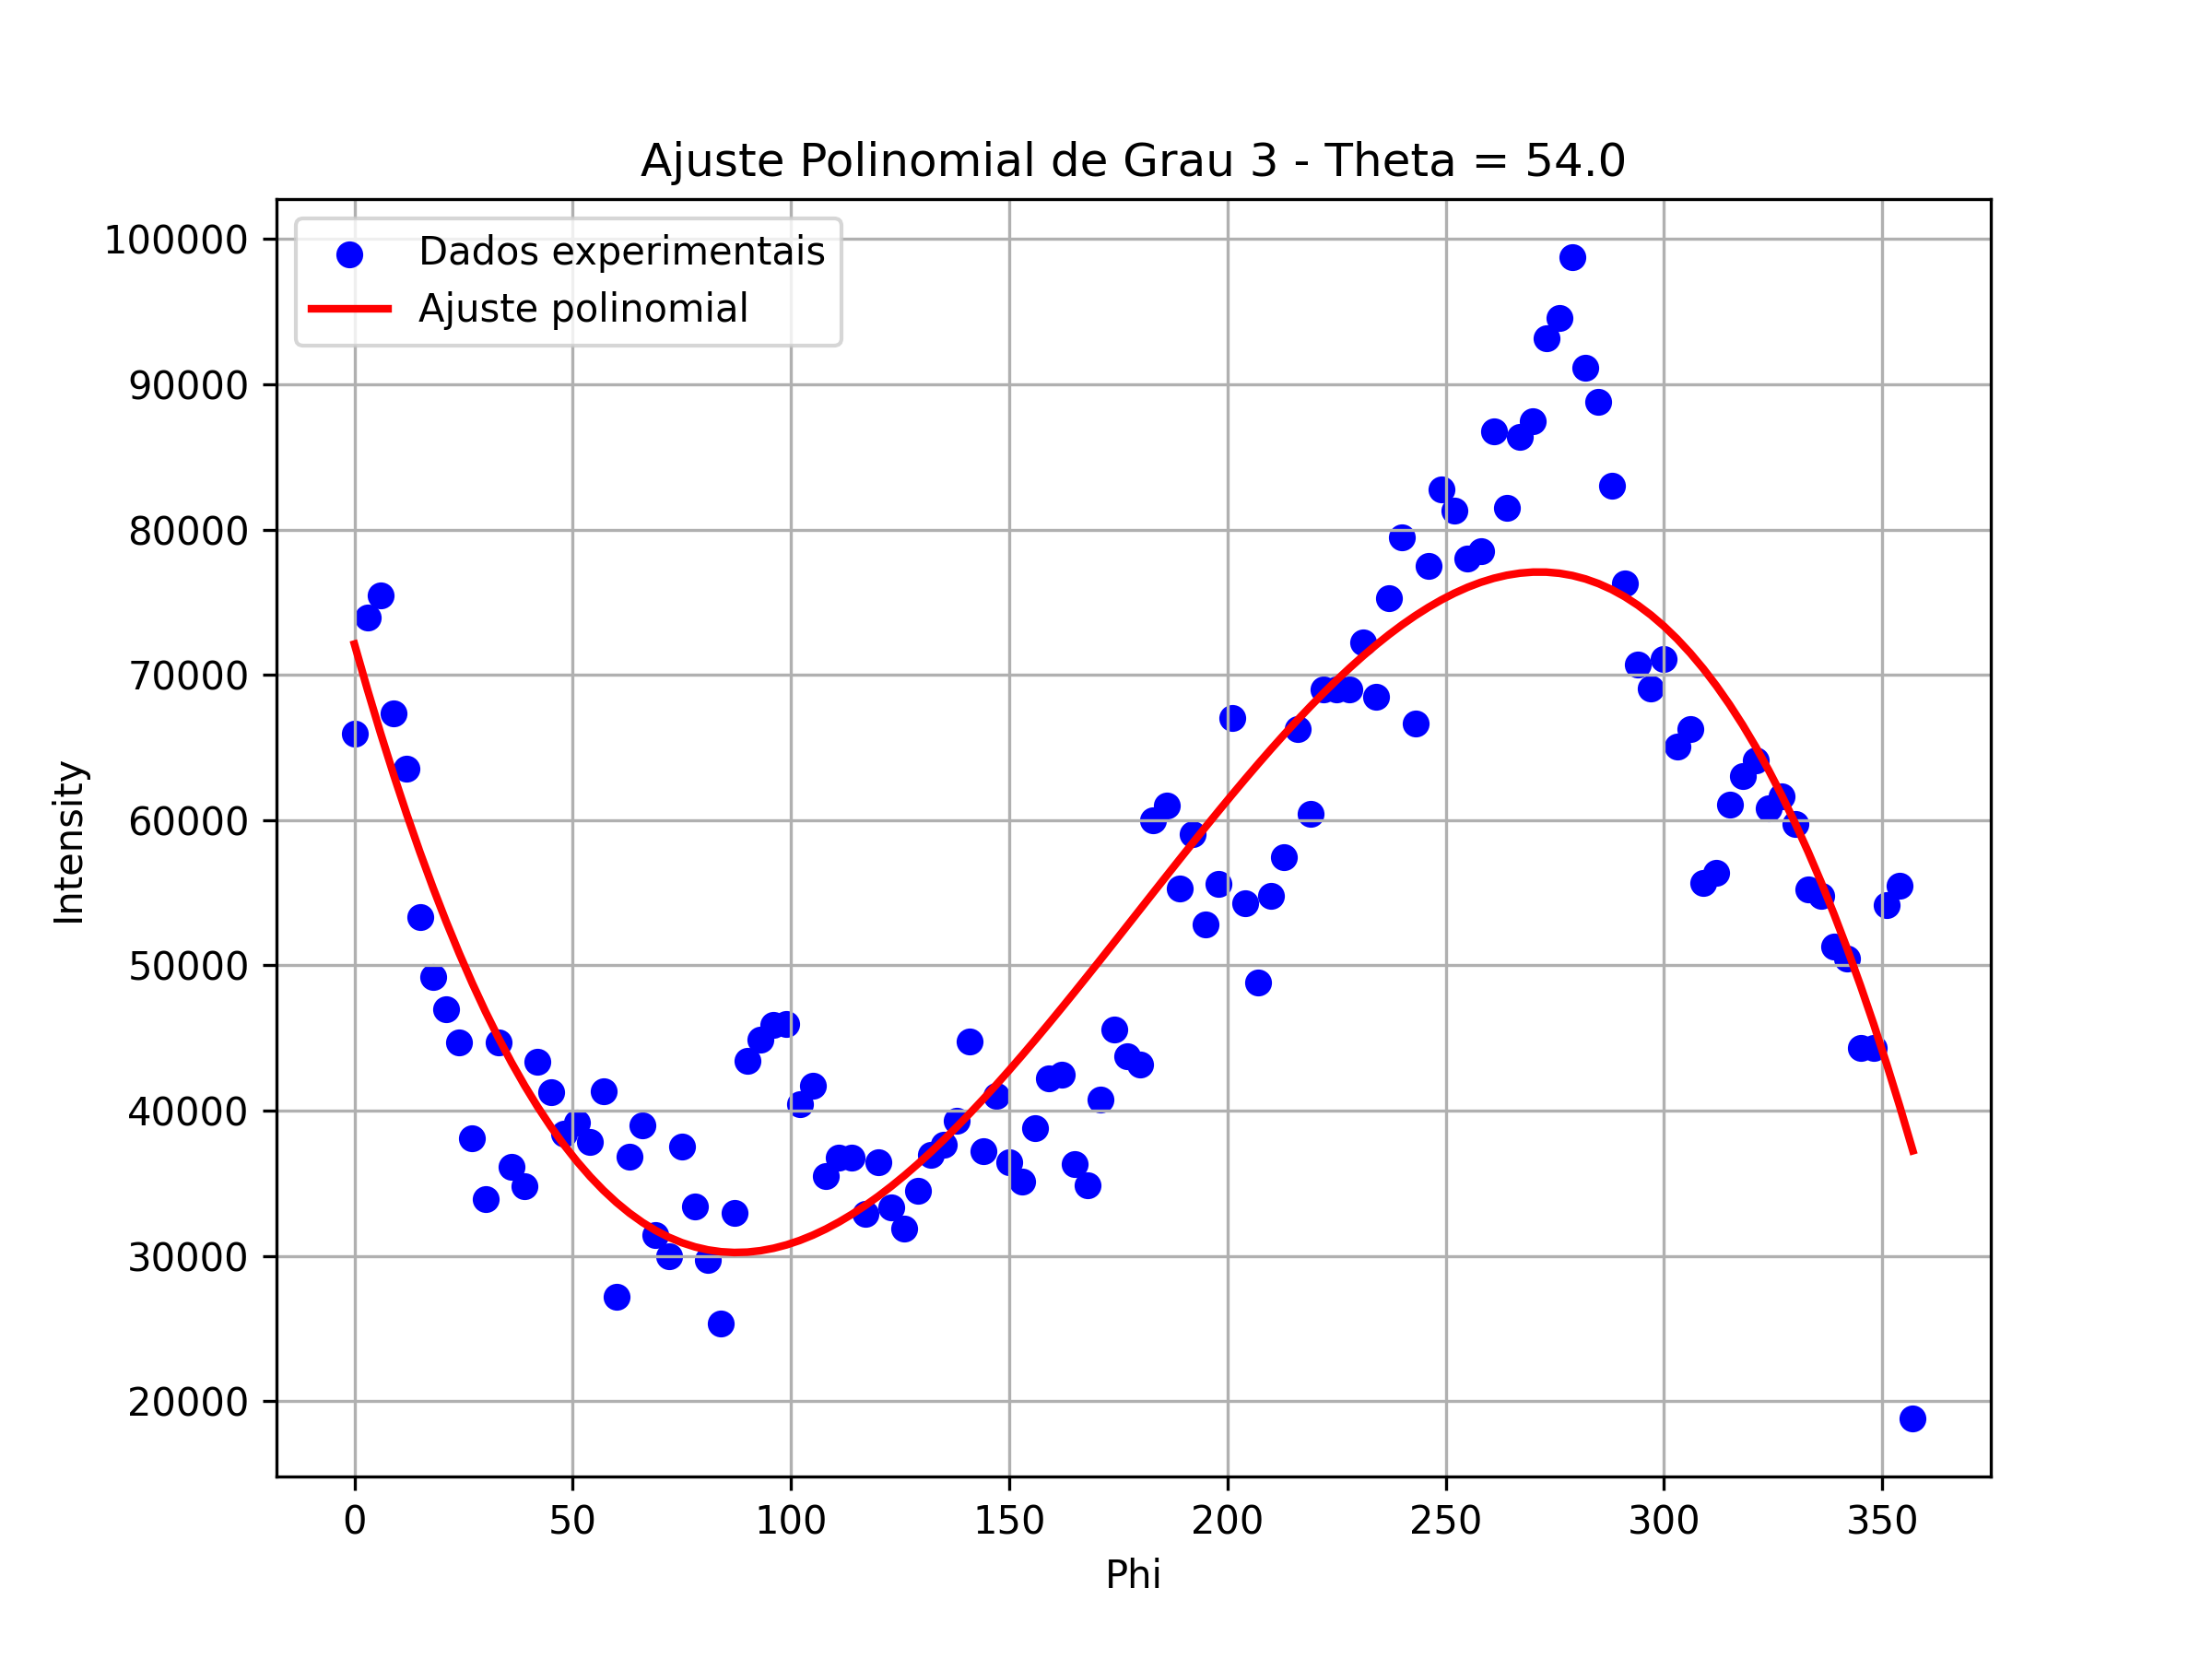 Ajuste Polinomial de Grau 3 - Theta = 54.0
Dados experimentais
Ajuste polinomial
100000
90000
80000
70000
60000
50000
40000
30000
20000
Intensity
0 50 100 150 200 250 300 350
Phi